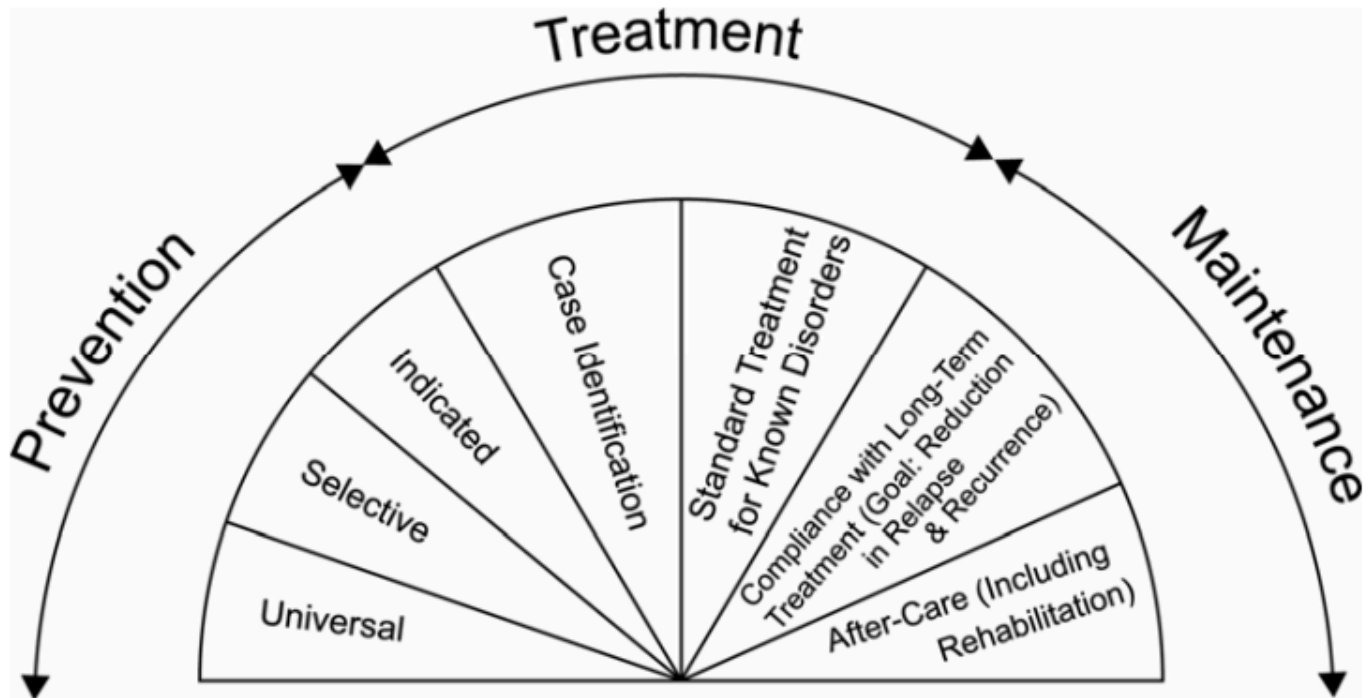 Treatment
Prevention
Maintenance
Universal
Selective
Indicated
Case Identification
Standard Treatment
for Known Disorders
Compliance with Long-Term
Treatment (Goal: Reduction
in Relapse
& Recurrence)
After-Care (Including
Rehabilitation)